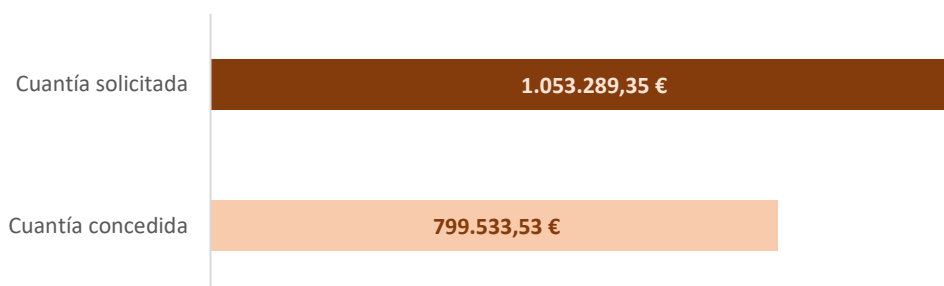 Cuantía solicitada
1.053.289,35 €
Cuantía concedida
799.533,53 €